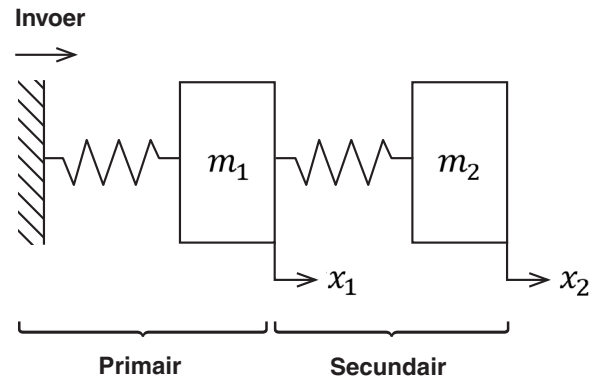 Invoer
m₁
m₂
x₁
x₂
Primair
Secundair